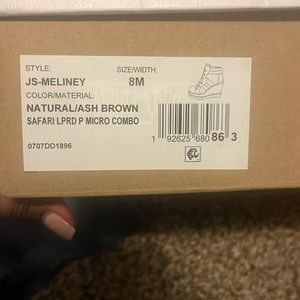 STYLE: SIZE/WIDTH:
JS-MELINEY 8M
COLOR/MATERIAL:
NATURAL/ASH BROWN
SAFARI LPRD P MICRO COMBO
0707DD1896
1 92625 680 86 3